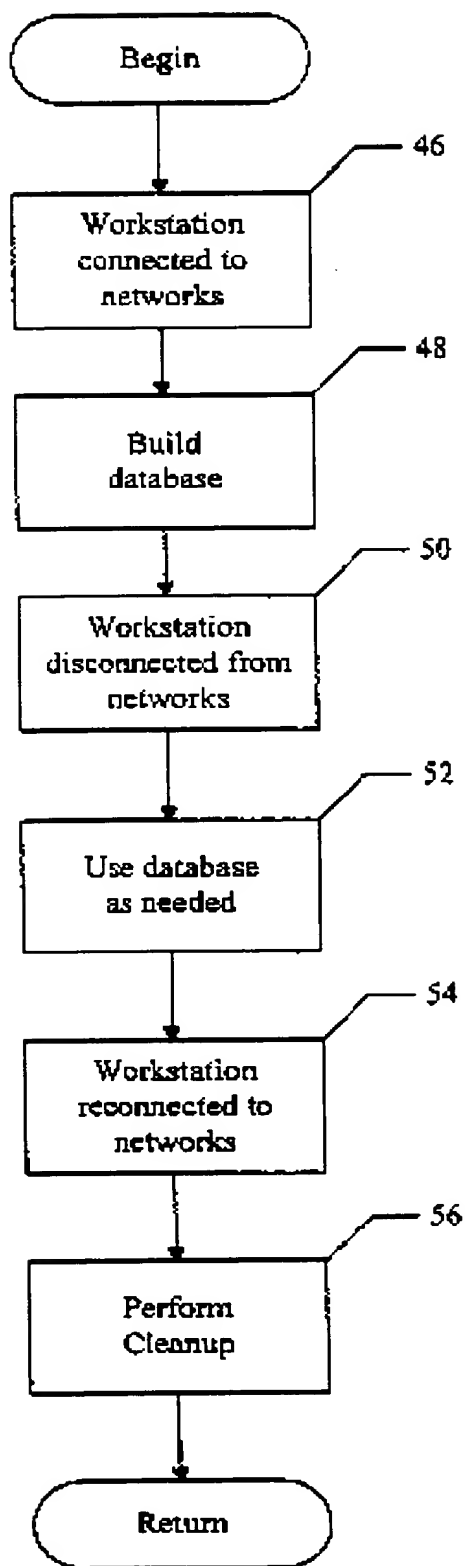 Begin
46
Workstation
connected to
networks
48
Build
database
50
Workstation
disconnected from
networks
52
Use database
as needed
54
Workstation
reconnected to
networks
56
Perform
Cleanup
Return